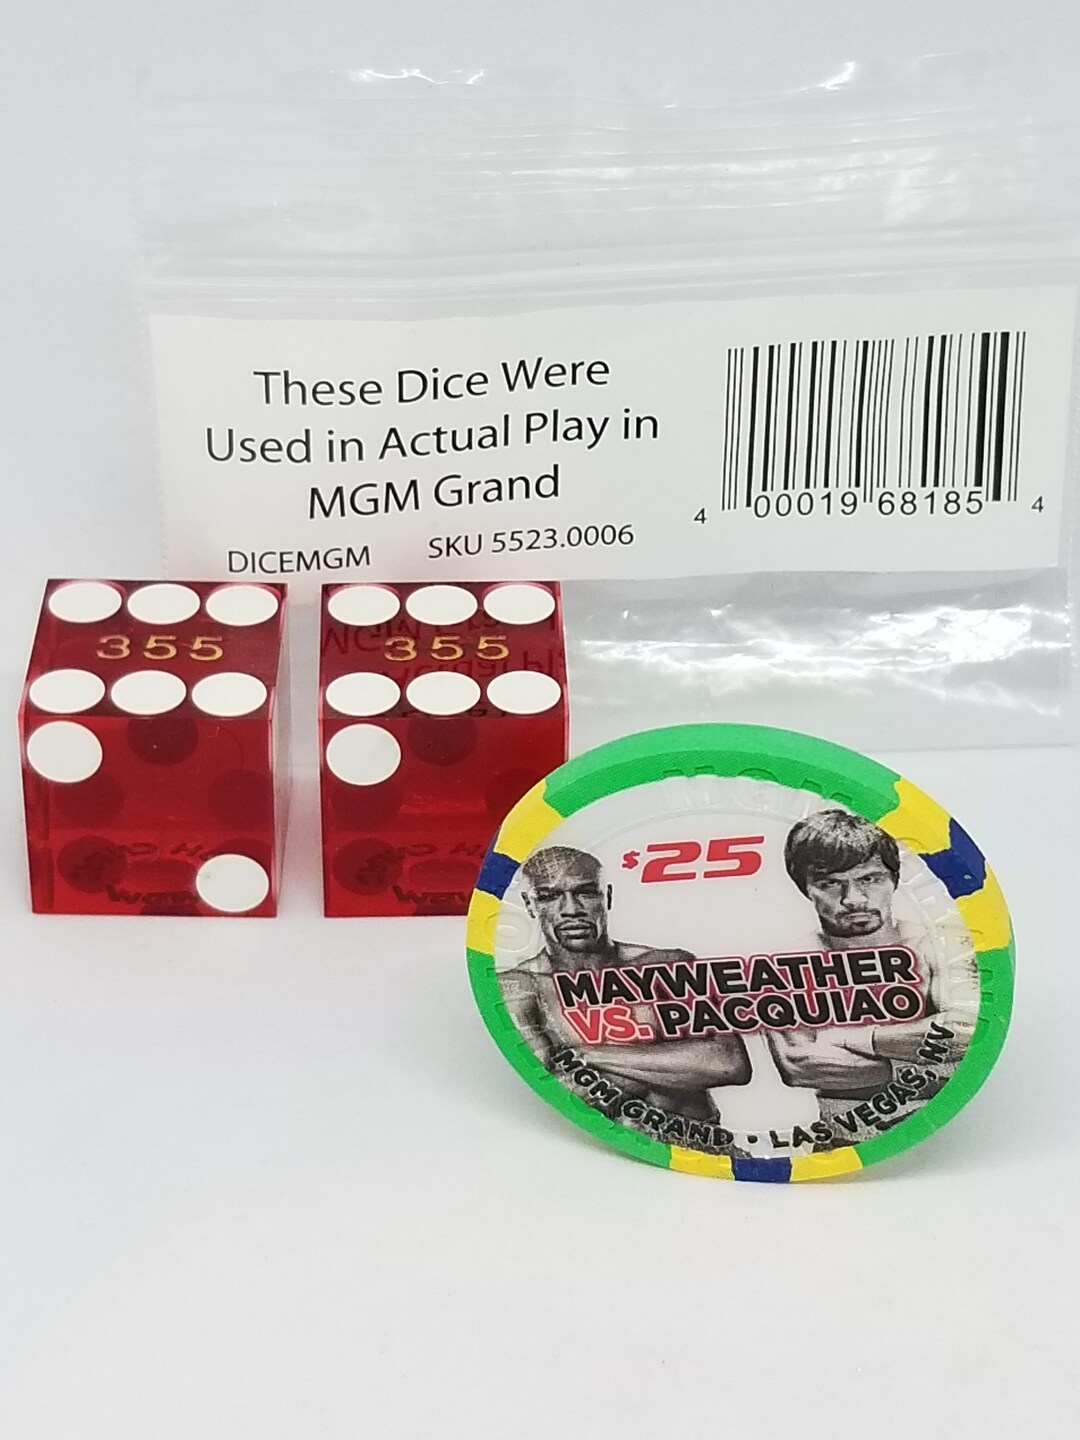 These Dice Were
Used in Actual Play in
MGM Grand
DICEMGM SKU 5523.0006
4 00019 68185 4
355
355
$25
MAYWEATHER
VS. PACQUIAO
MGM GRAND • LAS VEGAS, NV
MGM